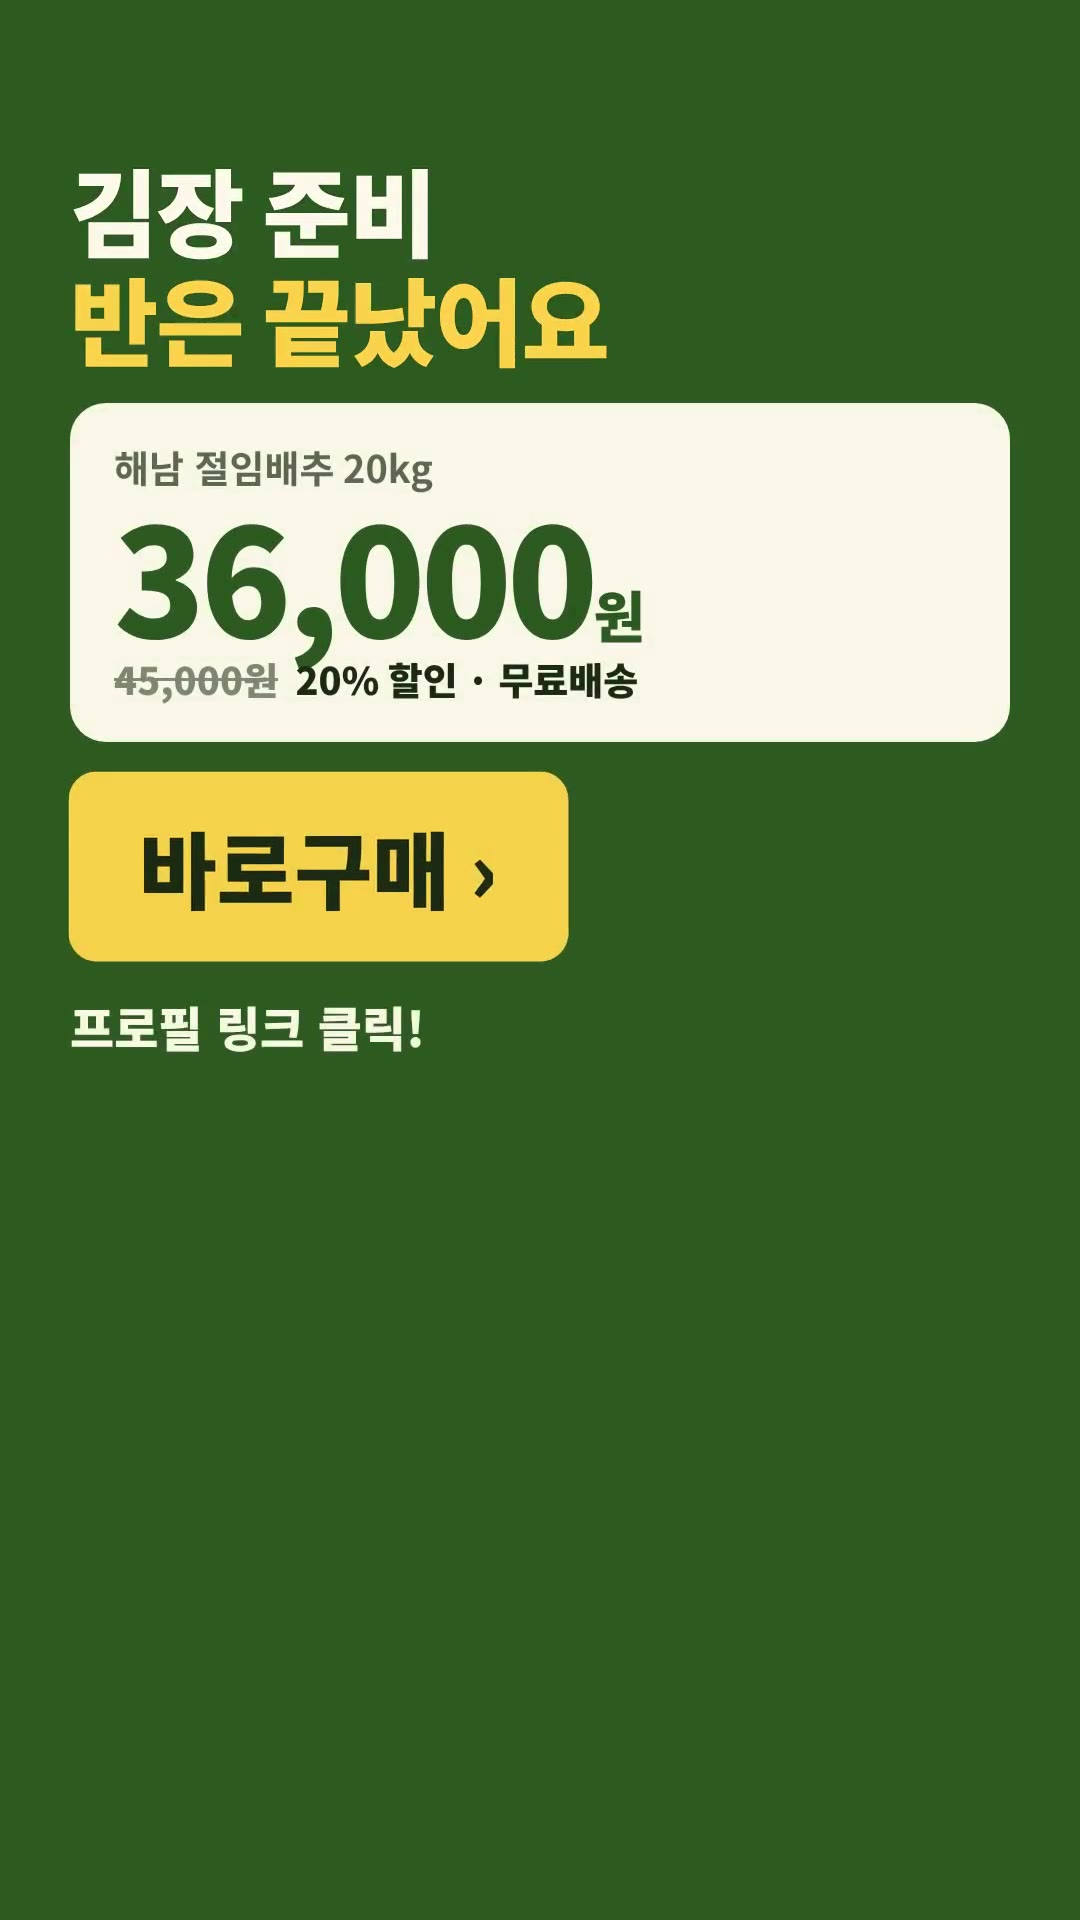 김장 준비
반은 끝났어요
해남 절임배추 20kg
36,000원
45,000원 20% 할인 · 무료배송
바로구매 ›
프로필 링크 클릭!